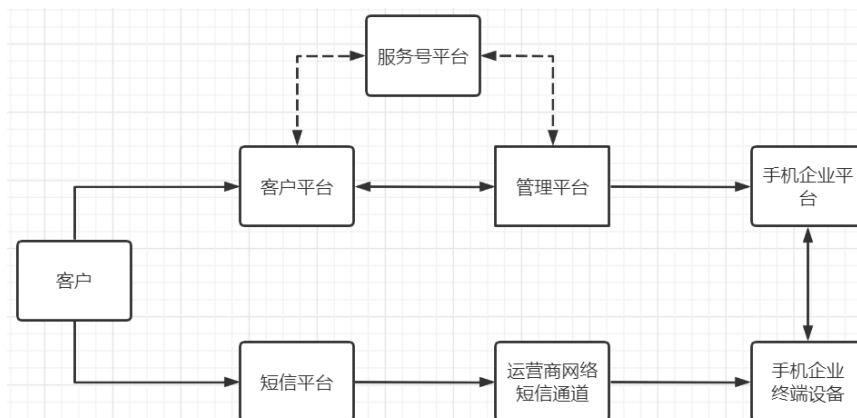 服务号平台
客户平台
管理平台
手机企业平
台
客户
短信平台
运营商网络
短信通道
手机企业
终端设备